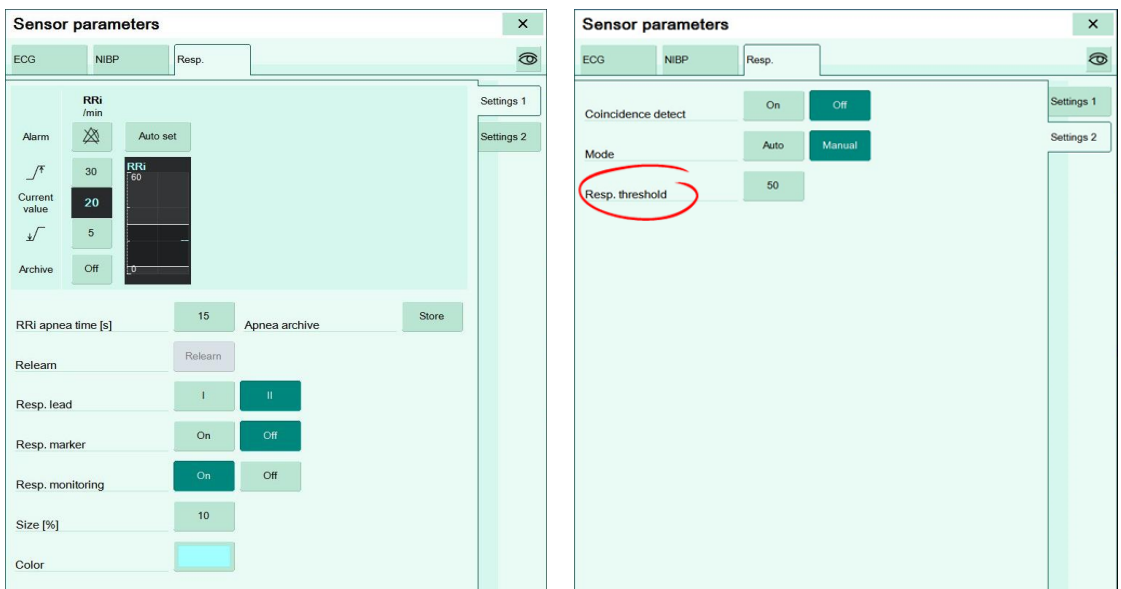 Sensor parameters
×
ECG NIBP Resp.
Settings 1
Settings 2
RRi
/min
Alarm Auto set
30
RRi
60
Current
value
20
5
0
Archive Off
RRi apnea time [s] 15 Apnea archive Store
Relearn Relearn
Resp. lead I II
Resp. marker On Off
Resp. monitoring On Off
Size [%] 10
Color
Sensor parameters
×
ECG NIBP Resp.
Settings 1
Settings 2
Coincidence detect On Off
Mode Auto Manual
Resp. threshold 50